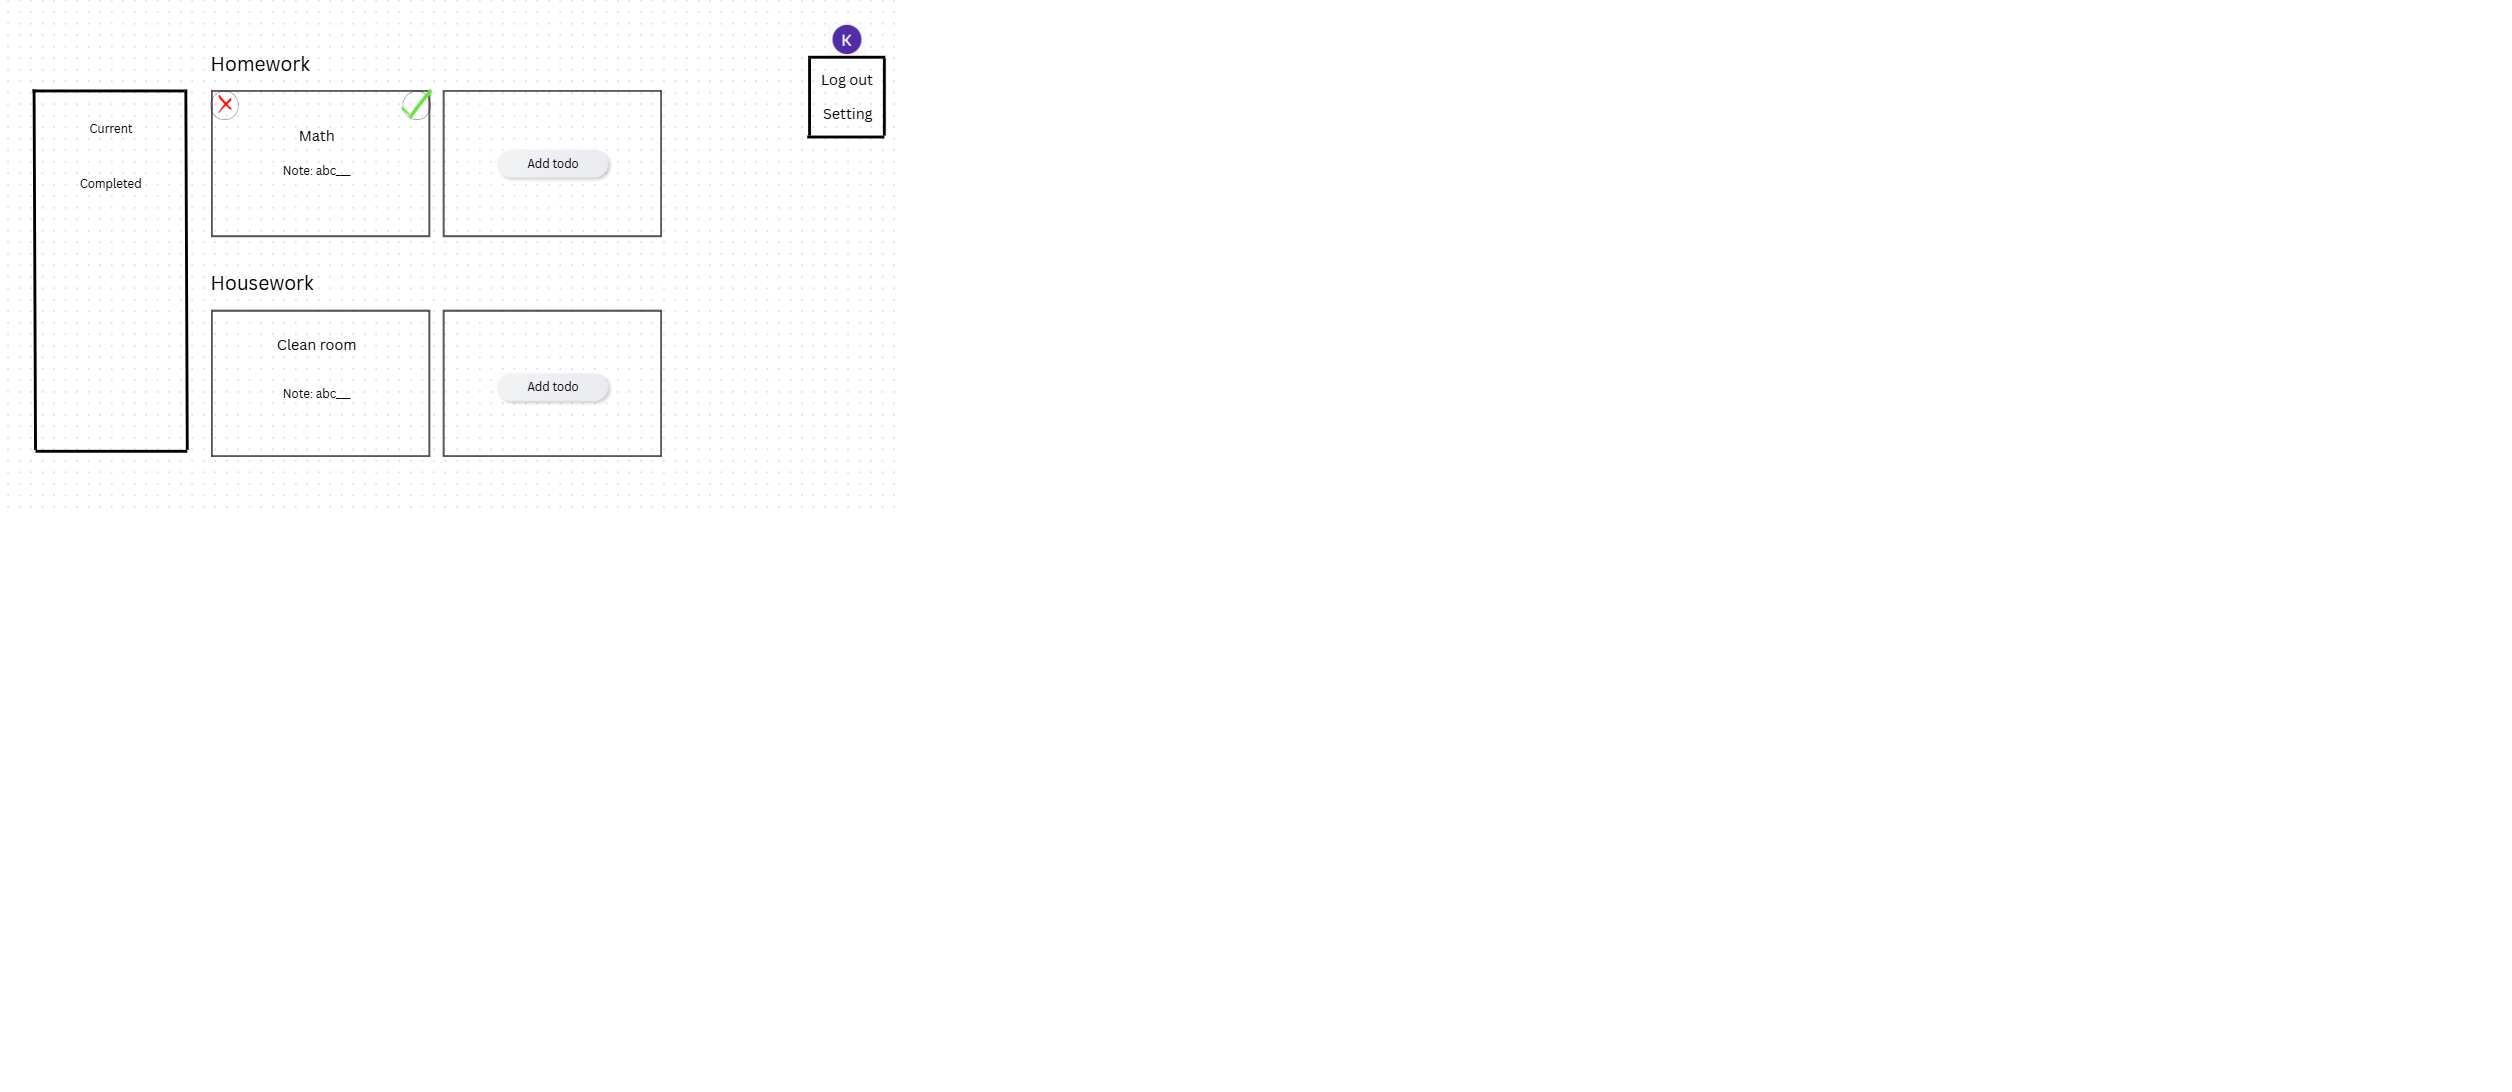 K
Log out
Setting
Current
Completed
Homework
Math
Note: abc__
Add todo
Housework
Clean room
Note: abc__
Add todo